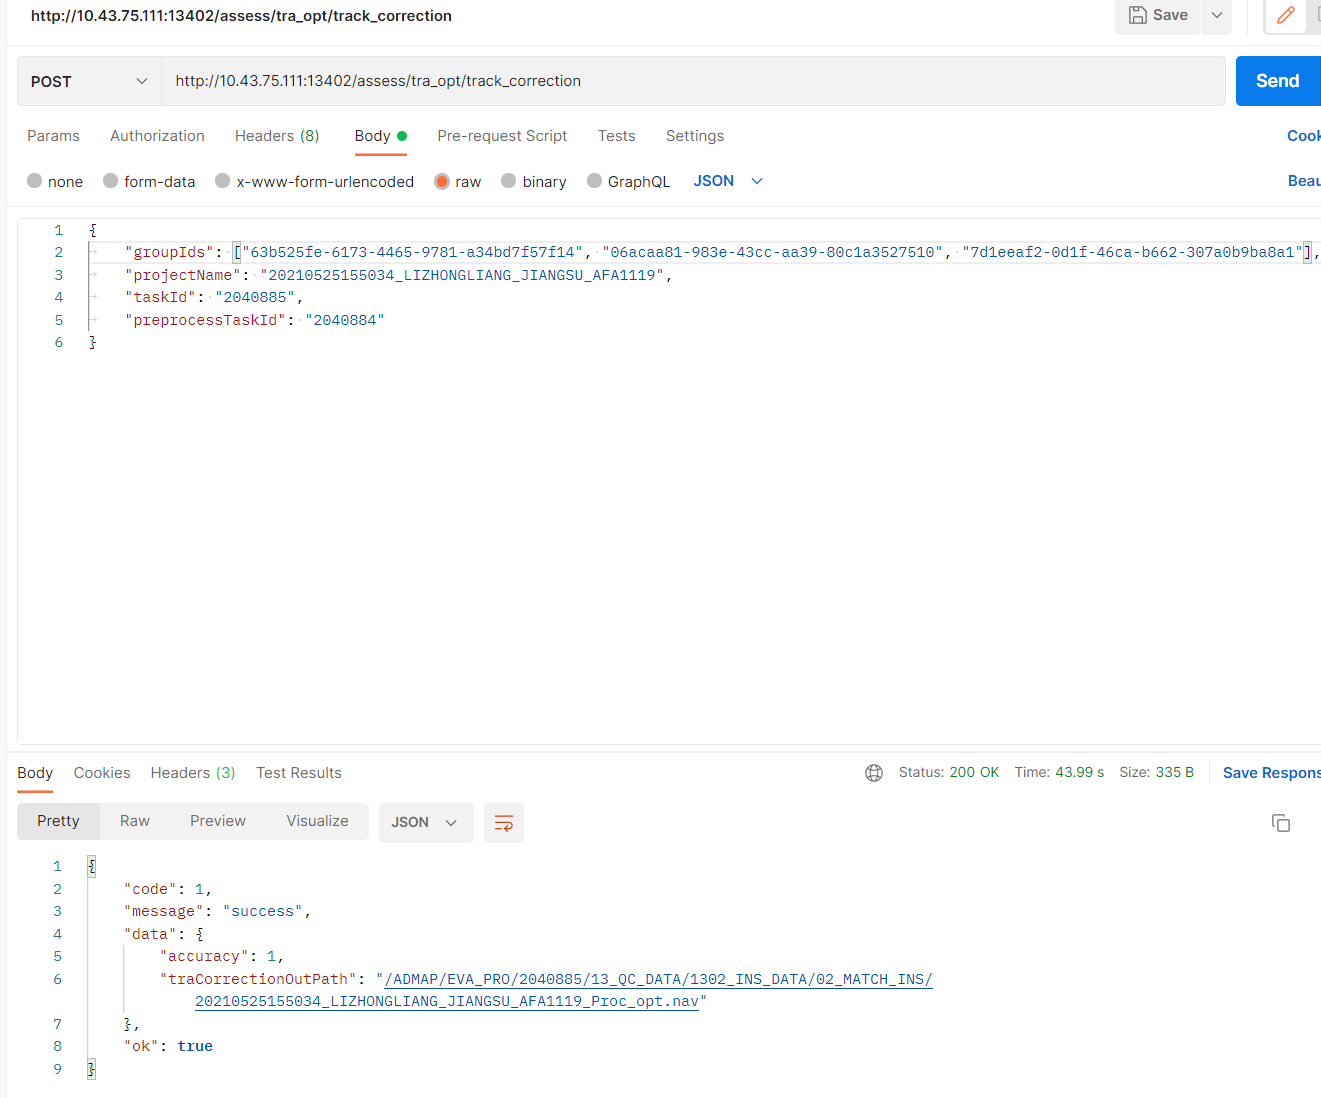 http://10.43.75.111:13402/assess/tra_opt/track_correction
Save
POST
http://10.43.75.111:13402/assess/tra_opt/track_correction
Send
Params Authorization Headers (8) Body Pre-request Script Tests Settings Cook
none form-data x-www-form-urlencoded raw binary GraphQL JSON Beau
1 {
2 "groupIds": ["63b525fe-6173-4465-9781-a34bd7f57f14", "06acaa81-983e-43cc-aa39-80c1a3527510", "7d1eeaf2-0d1f-46ca-b662-307a0b9ba8a1"],
3 "projectName": "20210525155034_LIZHONGLIANG_JIANGSU_AFA1119",
4 "taskId": "2040885",
5 "preprocessTaskId": "2040884"
6 }
Body Cookies Headers (3) Test Results Status: 200 OK Time: 43.99 s Size: 335 B Save Respons
Pretty Raw Preview Visualize JSON
1 {
2 "code": 1,
3 "message": "success",
4 "data": {
5 "accuracy": 1,
6 "traCorrectionOutPath": "/ADMAP/EVA_PRO/2040885/13_QC_DATA/1302_INS_DATA/02_MATCH_INS/
20210525155034_LIZHONGLIANG_JIANGSU_AFA1119_Proc_opt.nav"
7 },
8 "ok": true
9 }